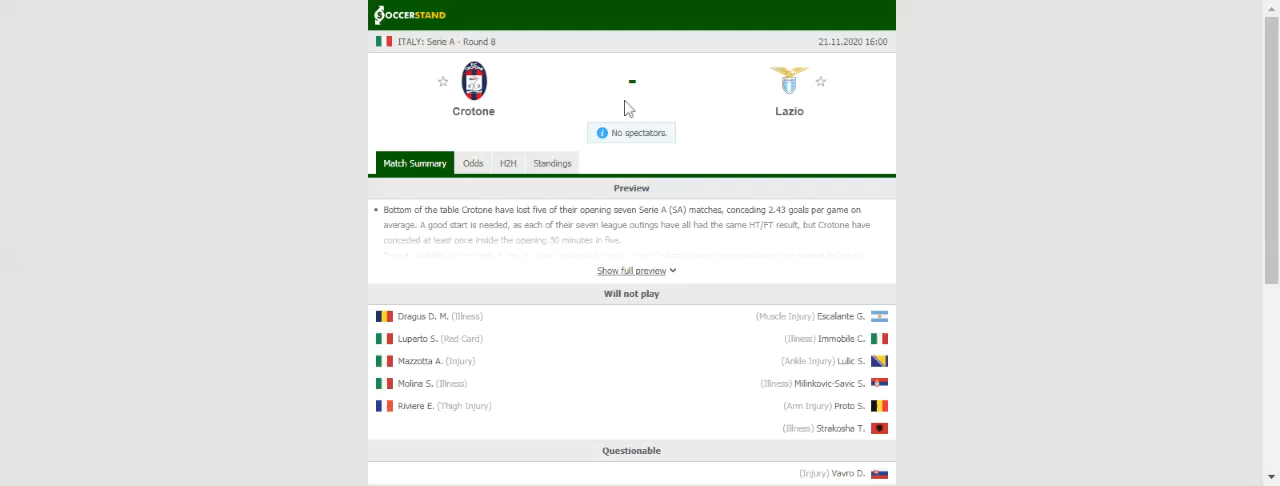 SOCCERSTAND
ITALY: Serie A - Round 8 21.11.2020 16:00
-
Crotone Lazio
No spectators.
Match Summary Odds H2H Standings
Preview
• Bottom of the table Crotone have lost five of their opening seven Serie A (SA) matches, conceding 2.43 goals per game on
average. A good start is needed, as each of their seven league outings have all had the same HT/FT result, but Crotone have
conceded at least once inside the opening 30 minutes in five.
Show full preview
Will not play
Dragus D. M. (Illness) (Muscle Injury) Escalante G.
Luperto S. (Red Card) (Illness) Immobile C.
Mazzotta A. (Injury) (Ankle Injury) Lulic S.
Molina S. (Illness) (Illness) Milinkovic-Savic S.
Riviere E. (Thigh Injury) (Arm Injury) Proto S.
(Illness) Strakosha T.
Questionable
(Injury) Vavro D.